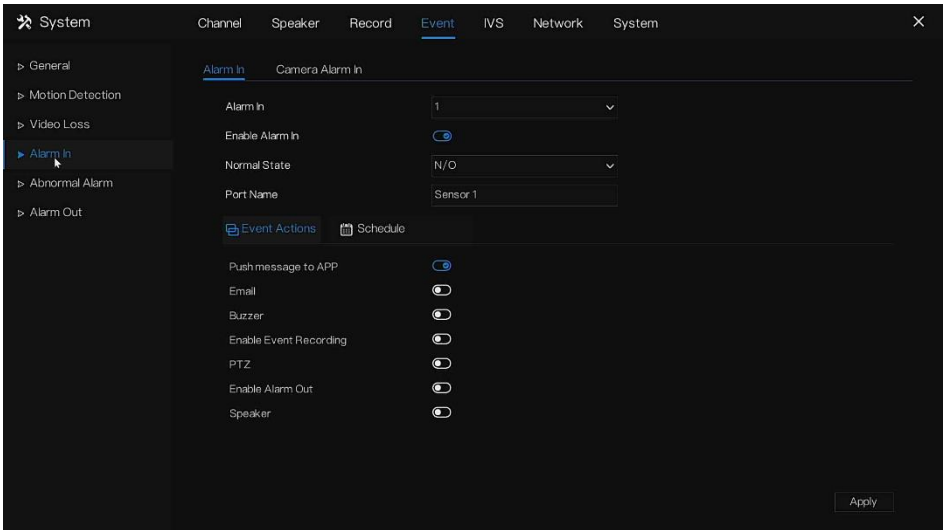 System Channel Speaker Record Event IVS Network System
General
Motion Detection
Video Loss
Alarm In
Abnormal Alarm
Alarm Out
Alarm In Camera Alarm In
Alarm In 1
Enable Alarm In
Normal State N/O
Port Name Sensor 1
Event Actions Schedule
Push message to APP
Email
Buzzer
Enable Event Recording
PTZ
Enable Alarm Out
Speaker
Apply